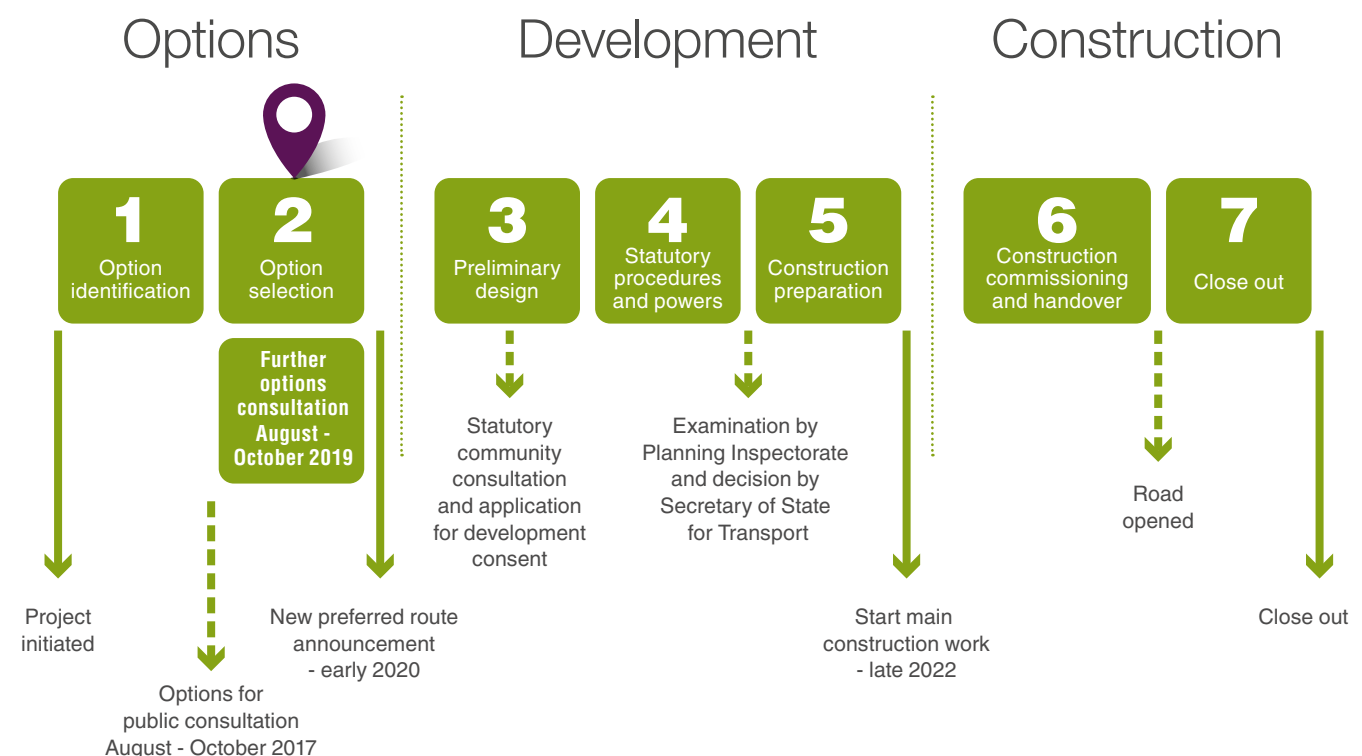 Options
Development
Construction
1
Option
identification
2
Option
selection
3
Preliminary
design
4
Statutory
procedures
and powers
5
Construction
preparation
6
Construction
commissioning
and handover
7
Close out
Further
options
consultation
August -
October 2019
Statutory
community
consultation
and application
for development
consent
Examination by
Planning Inspectorate
and decision by
Secretary of State
for Transport
Road
opened
Project
initiated
New preferred route
announcement
- early 2020
Start main
construction work
- late 2022
Close out
Options for
public consultation
August - October 2017